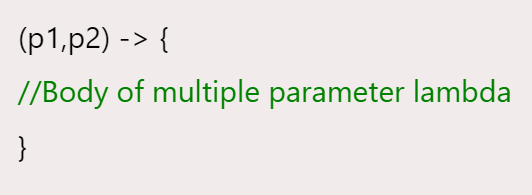 (p1,p2) -> {
//Body of multiple parameter lambda
}